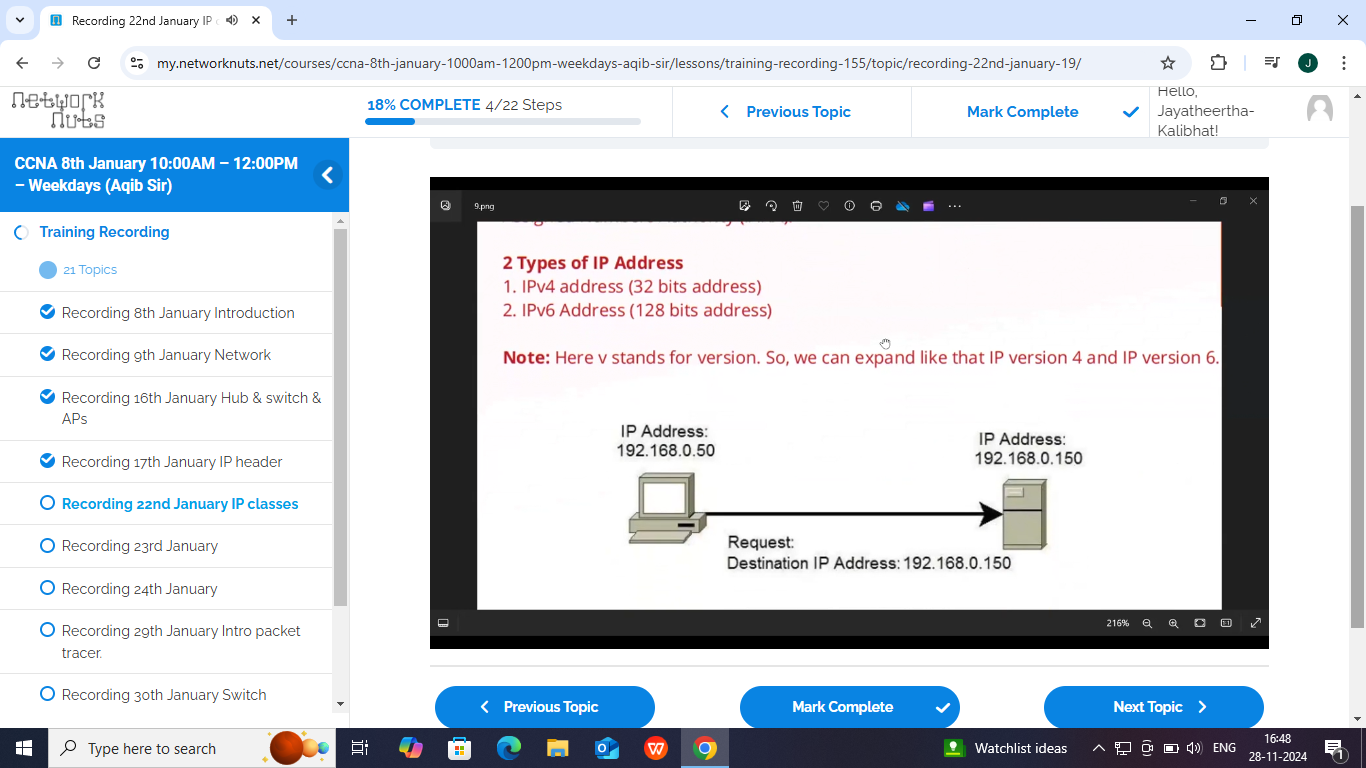 Recording 22nd January IP c
my.networknuts.net/courses/ccna-8th-january-1000am-1200pm-weekdays-aqib-sir/lessons/training-recording-155/topic/recording-22nd-january-19/
J
Network
Nuts
18% COMPLETE 4/22 Steps
Previous Topic
Mark Complete
Hello,
Jayatheertha-
Kalibhat!
CCNA 8th January 10:00AM – 12:00PM
– Weekdays (Aqib Sir)
Training Recording
21 Topics
Recording 8th January Introduction
Recording 9th January Network
Recording 16th January Hub & switch &
APs
Recording 17th January IP header
Recording 22nd January IP classes
Recording 23rd January
Recording 24th January
Recording 29th January Intro packet
tracer.
Recording 30th January Switch
9.png
2 Types of IP Address
1. IPv4 address (32 bits address)
2. IPv6 Address (128 bits address)
Note: Here v stands for version. So, we can expand like that IP version 4 and IP version 6.
IP Address:
192.168.0.50
IP Address:
192.168.0.150
Request:
Destination IP Address: 192.168.0.150
216%
Previous Topic
Mark Complete
Next Topic
Type here to search
Watchlist ideas
ENG
16:48
28-11-2024
1